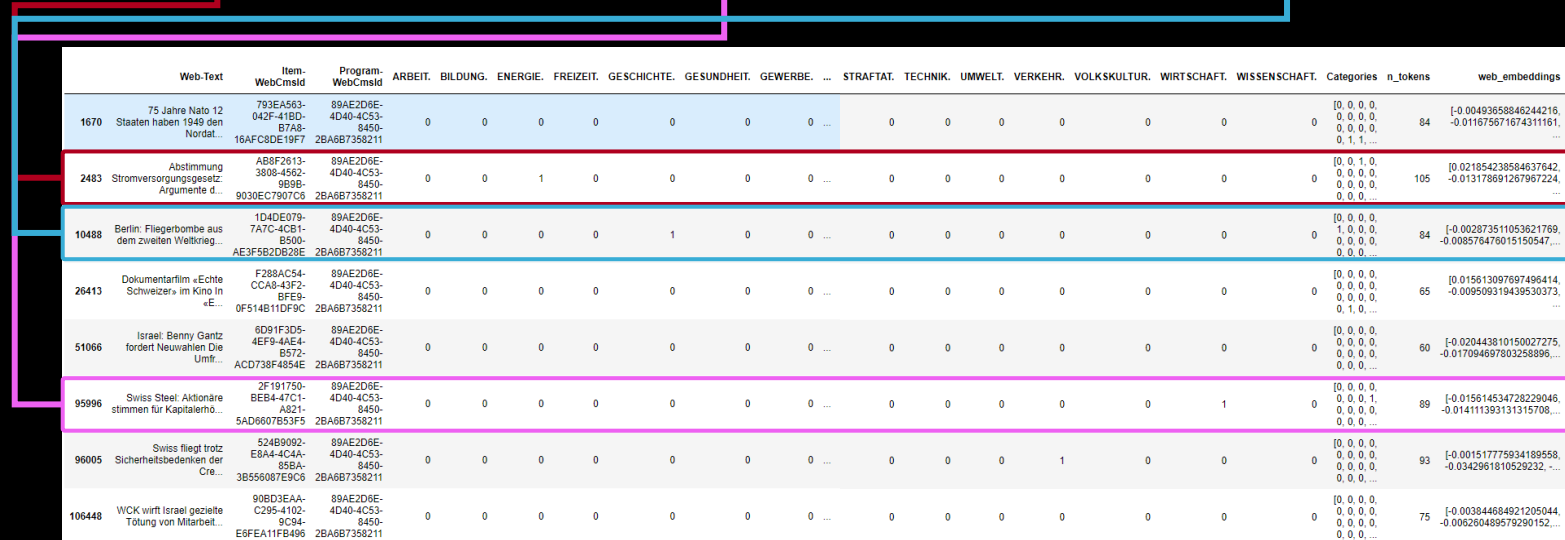 Web-Text Item-WebCmsId Program-WebCmsId ARBEIT. BILDUNG. ENERGIE. FREIZEIT. GESCHICHTE. GESUNDHEIT. GEWERBE. ... STRAFTAT. TECHNIK. UMWELT. VERKEHR. VOLKSKULTUR. WIRTSCHAFT. WISSENSCHAFT. Categories n_tokens web_embeddings
793EA563- 89AE2D6E- [0, 0, 0, 0,
75 Jahre Nato 12 042F-41BD- 4D40-4C53- 0, 0, 0, 0, [-0.00493658846244216,
1670 Staaten haben 1949 den B7A8- 8450- 0 0 0 0 0 0 0 ... 0 0 0 0 0 0 0 0, 0, 0, 0, 84 -0.011675671674311161,
Nordat... 16AFC8DE19F7 2BA6B7358211 0, 1, 1, ... ...
AB8F2613- 89AE2D6E- [0, 0, 1, 0,
Abstimmung 3808-4562- 4D40-4C53- 0, 0, 0, 0, [0.021854238584637642,
2483 Stromversorgungsgesetz: 9B9B- 8450- 0 0 1 0 0 0 0 ... 0 0 0 0 0 0 0 0, 0, 0, 0, 105 -0.013178691267967224,
Argumente d... 9030EC7907C6 2BA6B7358211 0, 0, 0, ... ...
1D4DE079- 89AE2D6E- [0, 0, 0, 0,
Berlin: Fliegerbombe aus 7A7C-4CB1- 4D40-4C53- 1, 0, 0, 0, [-0.002873511053621769,
10488 dem zweiten Weltkrieg... B500- 8450- 0 0 0 0 1 0 0 ... 0 0 0 0 0 0 0 0, 0, 0, 0, 84 -0.008576476015150547,...
AE3F5B2DB28E 2BA6B7358211 0, 0, 0, ...
F288AC54- 89AE2D6E- [0, 0, 0, 0,
Dokumentarfilm «Echte CCA8-43F2- 4D40-4C53- 0, 0, 0, 0, [0.015613097697496414,
26413 Schweizer» im Kino In BFE9- 8450- 0 0 0 0 0 0 0 ... 0 0 0 0 0 0 0 0, 0, 0, 0, 65 -0.009509319439530373,
«E... 0F514B11DF9C 2BA6B7358211 0, 1, 0, ... ...
6D91F3D5- 89AE2D6E- [0, 0, 0, 0,
Israel: Benny Gantz 4EF9-4AE4- 4D40-4C53- 0, 0, 0, 0, [-0.020443810150027275,
51066 fordert Neuwahlen Die B572- 8450- 0 0 0 0 0 0 0 ... 0 0 0 0 0 0 0 0, 0, 0, 0, 60 -0.017094697803258896,...
Umfr... ACD738F4854E 2BA6B7358211 0, 0, 0, ...
2F191750- 89AE2D6E- [0, 0, 0, 0,
Swiss Steel: Aktionäre BEB4-47C1- 4D40-4C53- 0, 0, 0, 1, [-0.015614534728229046,
95996 stimmen für Kapitalerhö... A821- 8450- 0 0 0 0 0 0 0 ... 0 0 0 0 0 1 0 0, 0, 0, 0, 89 -0.014111393131315708,...
5AD6607B53F5 2BA6B7358211 0, 0, 0, ...
524B9092- 89AE2D6E- [0, 0, 0, 0,
Swiss fliegt trotz E8A4-4C4A- 4D40-4C53- 0, 0, 0, 0, [-0.001517775934189558,
96005 Sicherheitsbedenken der 85BA- 8450- 0 0 0 0 0 0 0 ... 0 0 0 1 0 0 0 0, 0, 0, 0, 93 -0.0342961810529232, -...
Cre... 3B556087E9C6 2BA6B7358211 0, 0, 0, ...
90BD3EAA- 89AE2D6E- [0, 0, 0, 0,
WCK wirft Israel gezielte C295-4102- 4D40-4C53- 0, 0, 0, 0, [-0.003844684921205044,
106448 Tötung von Mitarbeit... 9C94- 8450- 0 0 0 0 0 0 0 ... 0 0 0 0 0 0 0 0, 0, 0, 0, 75 -0.006260489579290152,...
E6FEA11FB496 2BA6B7358211 0, 0, 0, ...